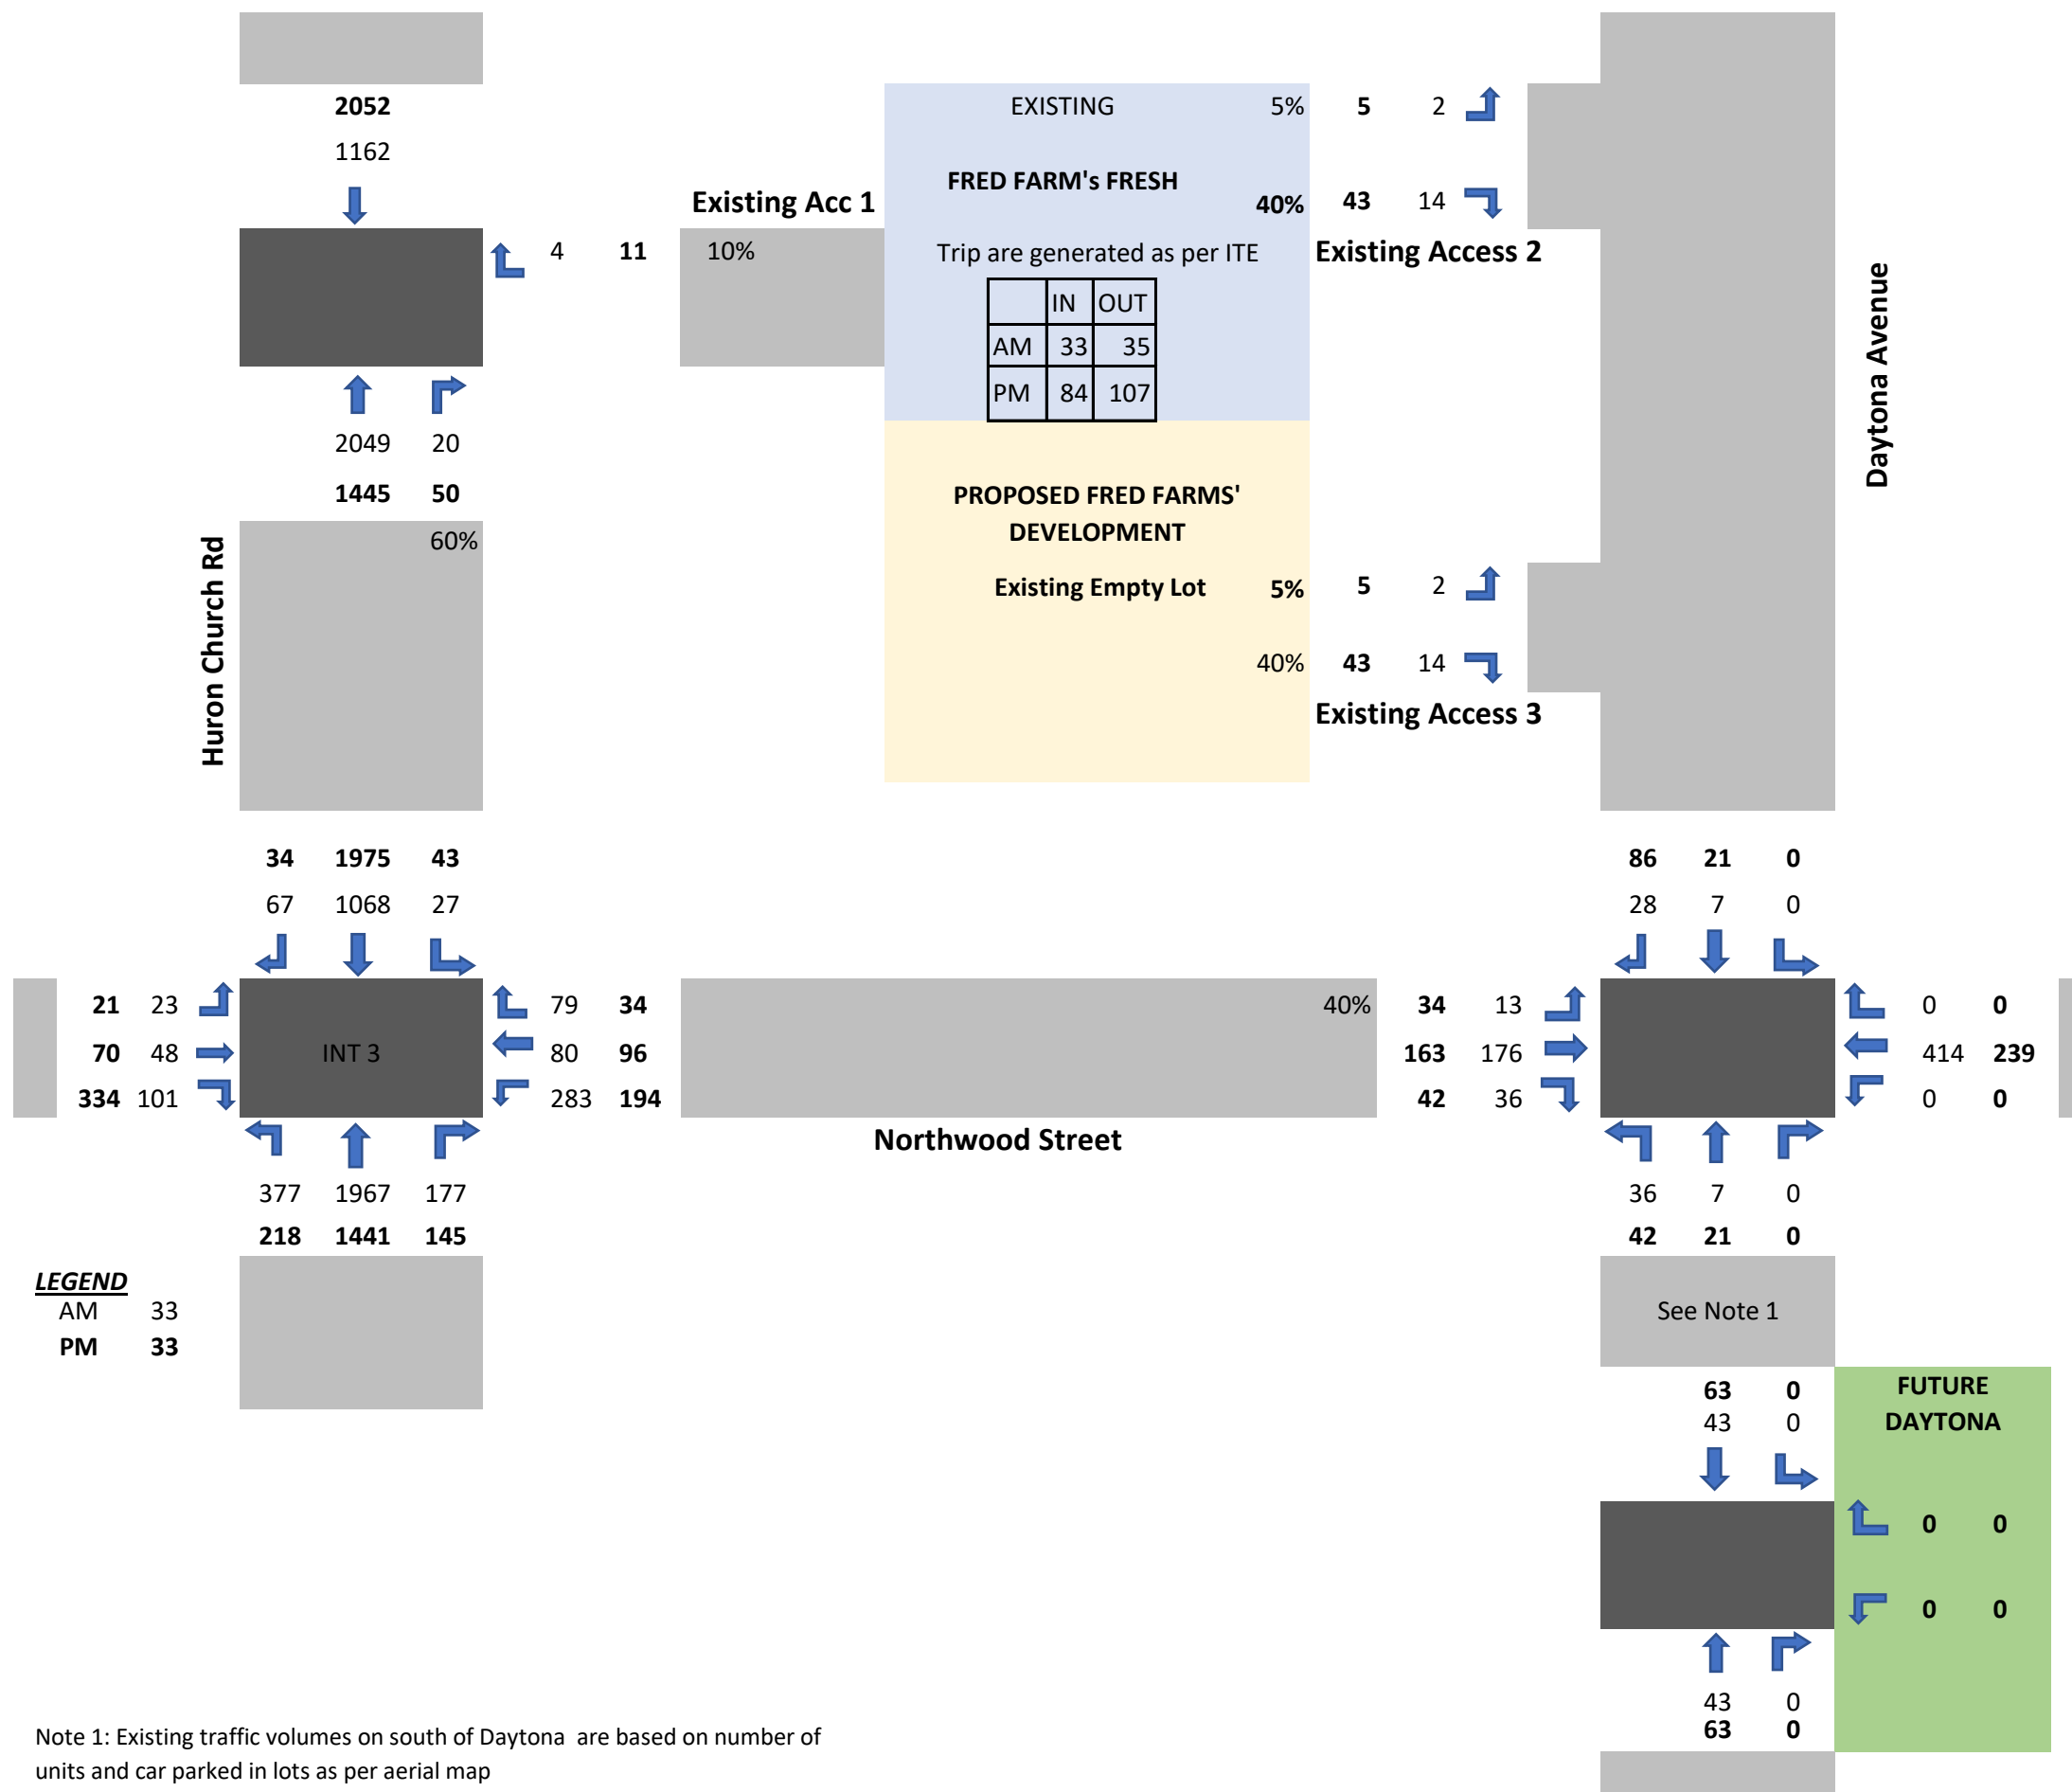 2052
1162
EXISTING 5% 5 2
FRED FARM's FRESH
40% 43 14
Existing Acc 1
4 11 10%
Trip are generated as per ITE
Existing Access 2
IN OUT
AM 33 35
PM 84 107
2049 20
1445 50
60%
Huron Church Rd
Daytona Avenue
PROPOSED FRED FARMS'
DEVELOPMENT
Existing Empty Lot 5% 5 2
40% 43 14
Existing Access 3
34 1975 43
67 1068 27
86 21 0
28 7 0
21 23
70 48
334 101
INT 3
79 34
80 96
283 194
Northwood Street
40% 34 13
163 176
42 36
0 0
414 239
0 0
377 1967 177
218 1441 145
36 7 0
42 21 0
LEGEND
AM 33
PM 33
See Note 1
63 0
43 0
FUTURE
DAYTONA
0 0
0 0
43 0
63 0
Note 1: Existing traffic volumes on south of Daytona are based on number of
units and car parked in lots as per aerial map